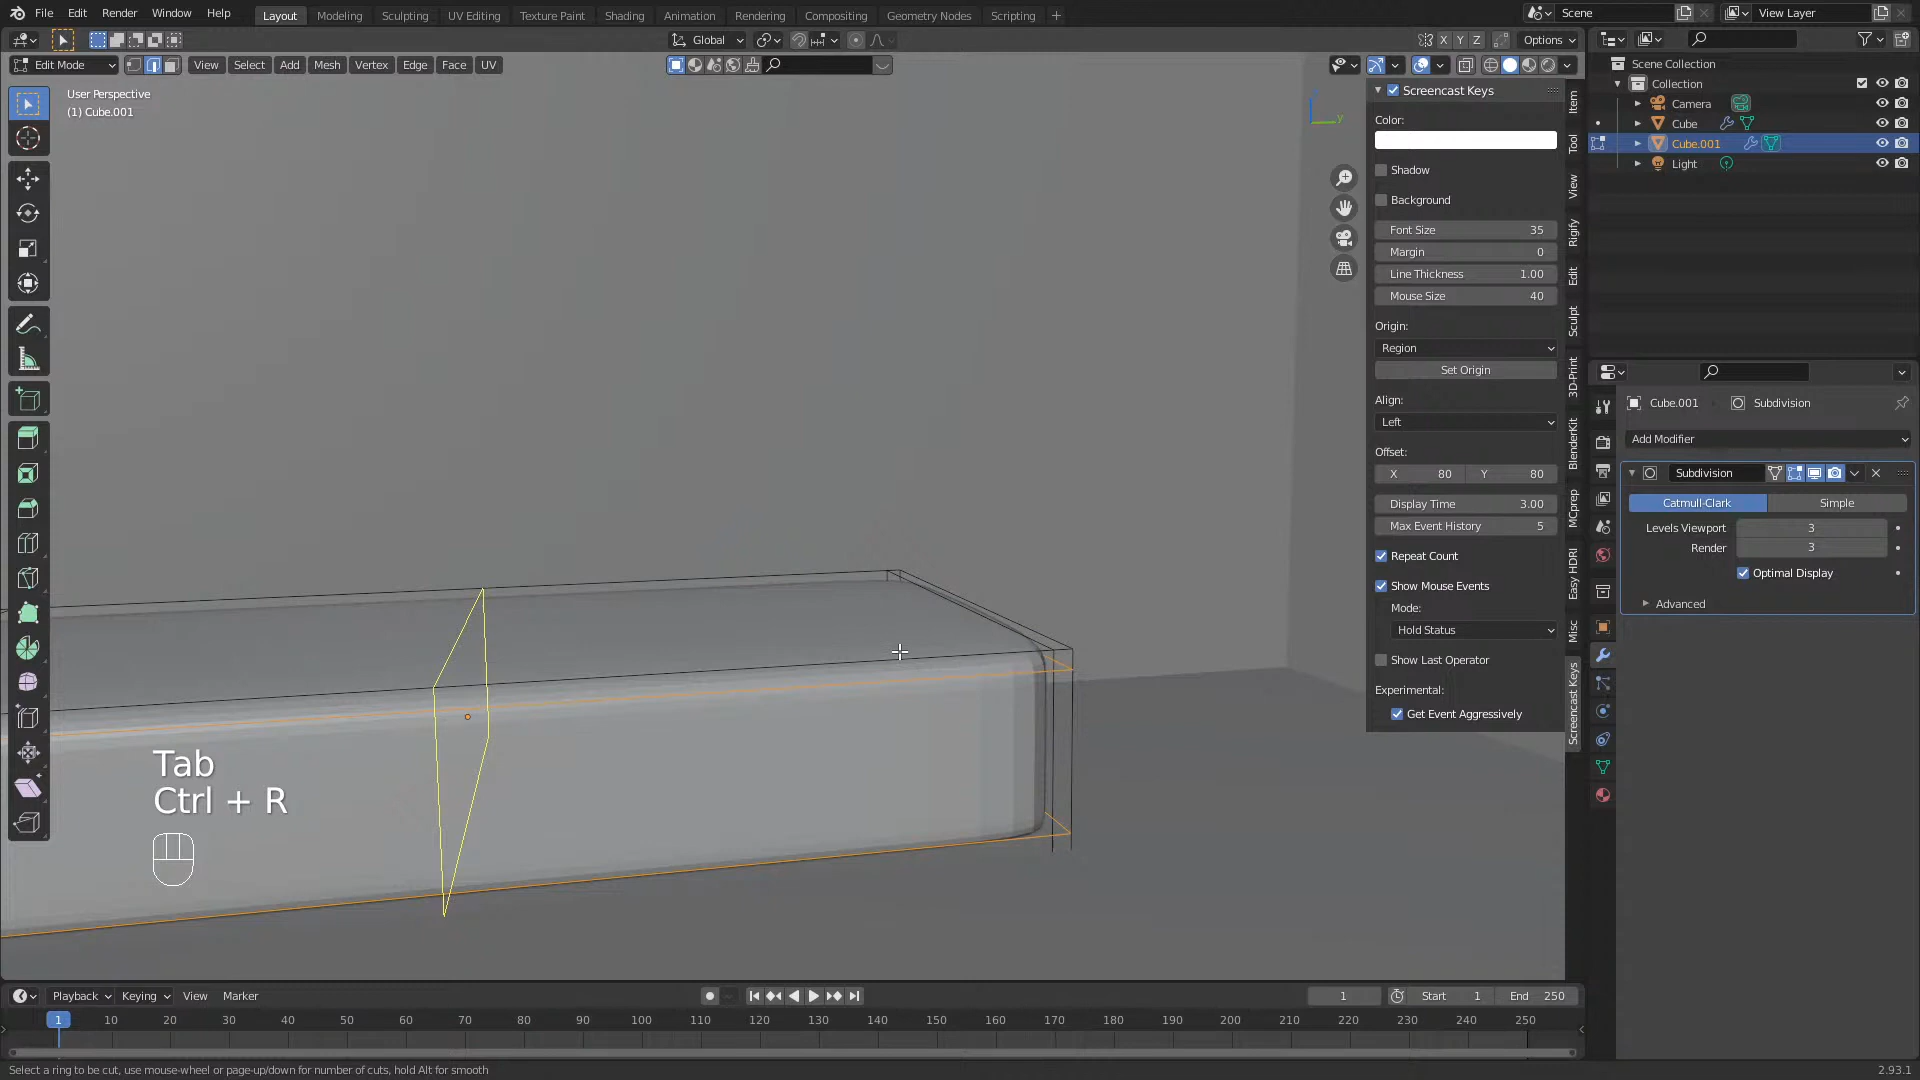 File Edit Render Window Help
Layout Modeling Sculpting UV Editing Texture Paint Shading Animation Rendering Compositing Geometry Nodes Scripting +
Scene
View Layer
Global
X Y Z
Options
Edit Mode
View Select Add Mesh Vertex Edge Face UV
User Perspective
(1) Cube.001
y
Screencast Keys
Color:
Shadow
Background
Font Size 35
Margin 0
Line Thickness 1.00
Mouse Size 40
Origin:
Region
Set Origin
Align:
Left
Offset:
X 80 Y 80
Display Time 3.00
Max Event History 5
Repeat Count
Show Mouse Events
Mode:
Hold Status
Show Last Operator
Experimental:
Get Event Aggressively
Item
Tool
View
Rigify
Edit
Sculpt
3D-Print
BlenderKit
MCprep
Easy HDRI
Misc
Screencast Keys
Scene Collection
Collection
Camera
Cube
Cube.001
Light
Cube.001
Subdivision
Add Modifier
Subdivision
Catmull-Clark Simple
Levels Viewport 3
Render 3
Optimal Display
Advanced
Tab
Ctrl + R
Playback Keying View Marker
1
Start 1
End 250
1 10 20 30 40 50 60 70 80 90 100 110 120 130 140 150 160 170 180 190 200 210 220 230 240 250
Select a ring to be cut, use mouse-wheel or page-up/down for number of cuts, hold Alt for smooth
2.93.1